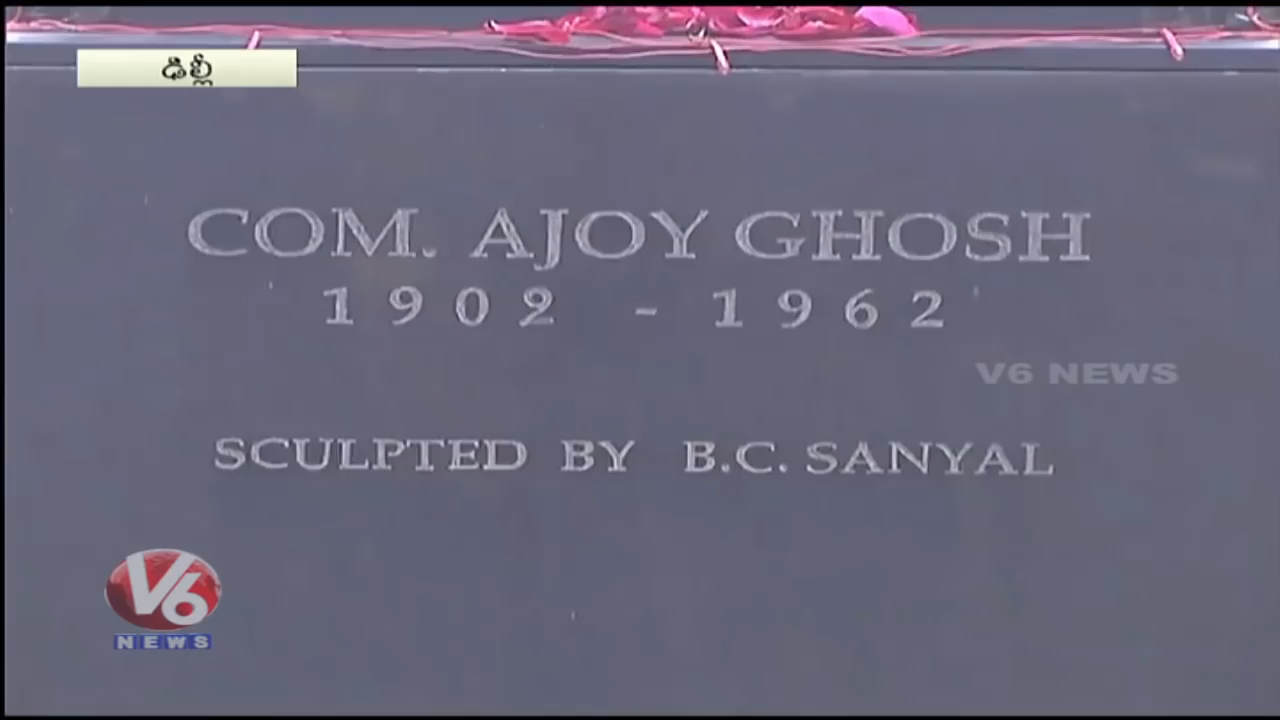 ఢిల్లీ
COM. AJOY GHOSH
1902 - 1962
V6 NEWS
SCULPTED BY B.C. SANYAL
V6
NEWS